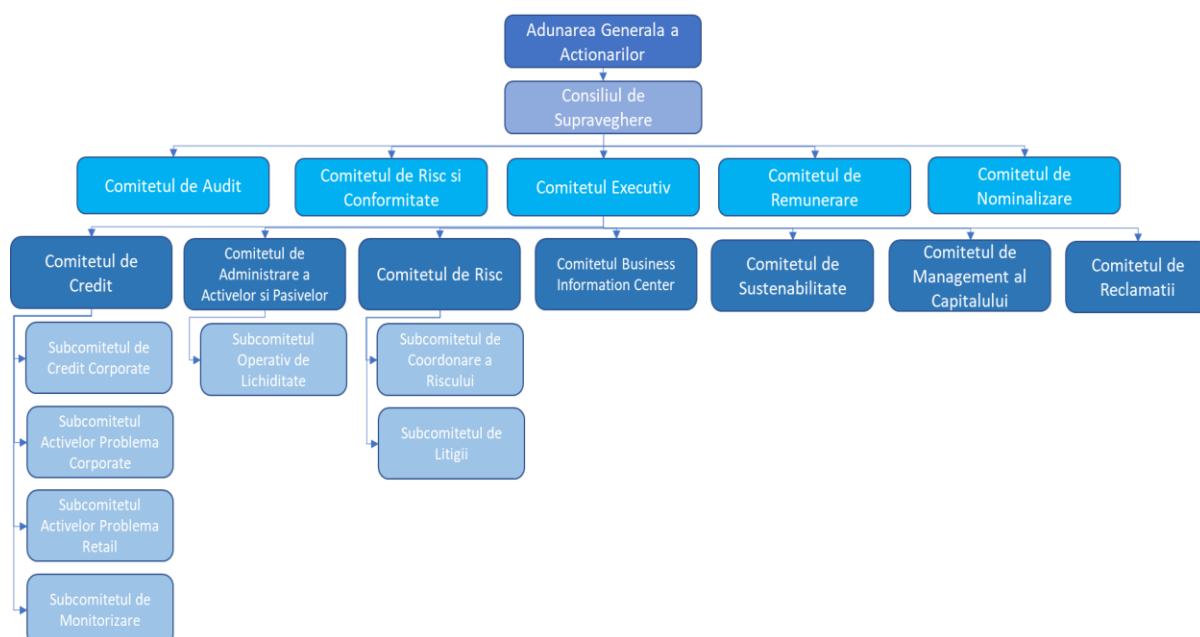 Adunarea Generala a
Actionarilor
Consiliul de
Supraveghere
Comitetul de Audit
Comitetul de Risc si
Conformitate
Comitetul Executiv
Comitetul de
Remunerare
Comitetul de
Nominalizare
Comitetul de
Credit
Comitetul de
Administrare a
Activelor si Pasivelor
Comitetul de Risc
Comitetul Business
Information Center
Comitetul de
Sustenabilitate
Comitetul de
Management al
Capitalului
Comitetul de
Reclamatii
Subcomitetul de
Credit Corporate
Subcomitetul
Activelor Problema
Corporate
Subcomitetul
Activelor Problema
Retail
Subcomitetul de
Monitorizare
Subcomitetul
Operativ de
Lichiditate
Subcomitetul de
Coordonare a
Riscului
Subcomitetul de
Litigii